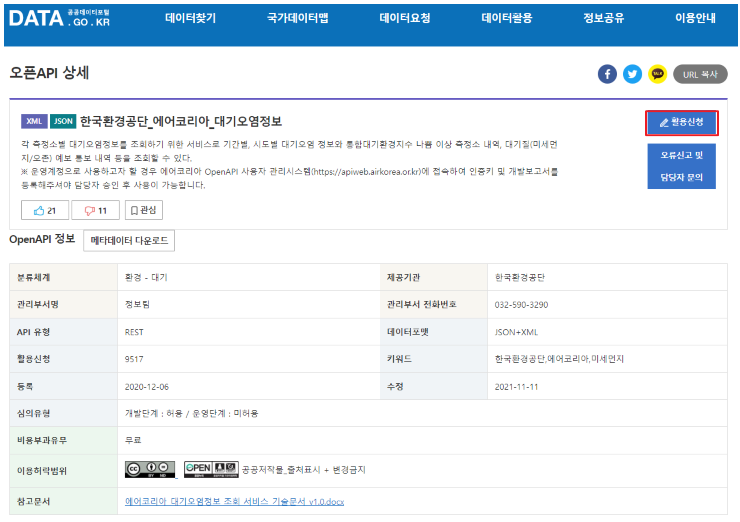 DATA 공공데이터포털 .GO.KR
데이터찾기 국가데이터맵 데이터요청 데이터활용 정보공유 이용안내
오픈API 상세
URL 복사
XML JSON 한국환경공단_에어코리아_대기오염정보
활용신청
각 측정소별 대기오염정보를 조회하기 위한 서비스로 기간별, 시도별 대기오염 정보와 통합대기환경지수 나쁨 이상 측정소 내역, 대기질(미세먼
지/오존) 예보 통보 내역 등을 조회할 수 있다.
※ 운영계정으로 사용하고자 할 경우 에어코리아 OpenAPI 사용자 관리시스템(https://apiweb.airkorea.or.kr)에 접속하여 인증키 및 개발보고서를
등록해주셔야 담당자 승인 후 사용이 가능합니다.
오류신고 및
담당자 문의
21 11 관심
OpenAPI 정보 메타데이터 다운로드
분류체계 환경 - 대기 제공기관 한국환경공단
관리부서명 정보팀 관리부서 전화번호 032-590-3290
API 유형 REST 데이터포맷 JSON+XML
활용신청 9517 키워드 한국환경공단,에어코리아,미세먼지
등록 2020-12-06 수정 2021-11-11
심의유형 개발단계 : 허용 / 운영단계 : 미허용
비용부과유무 무료
이용허락범위 cc BY ND OPEN 공공저작물_출처표시 + 변경금지
참고문서 에어코리아_대기오염정보_조회_서비스_기술문서_v1.0.docx